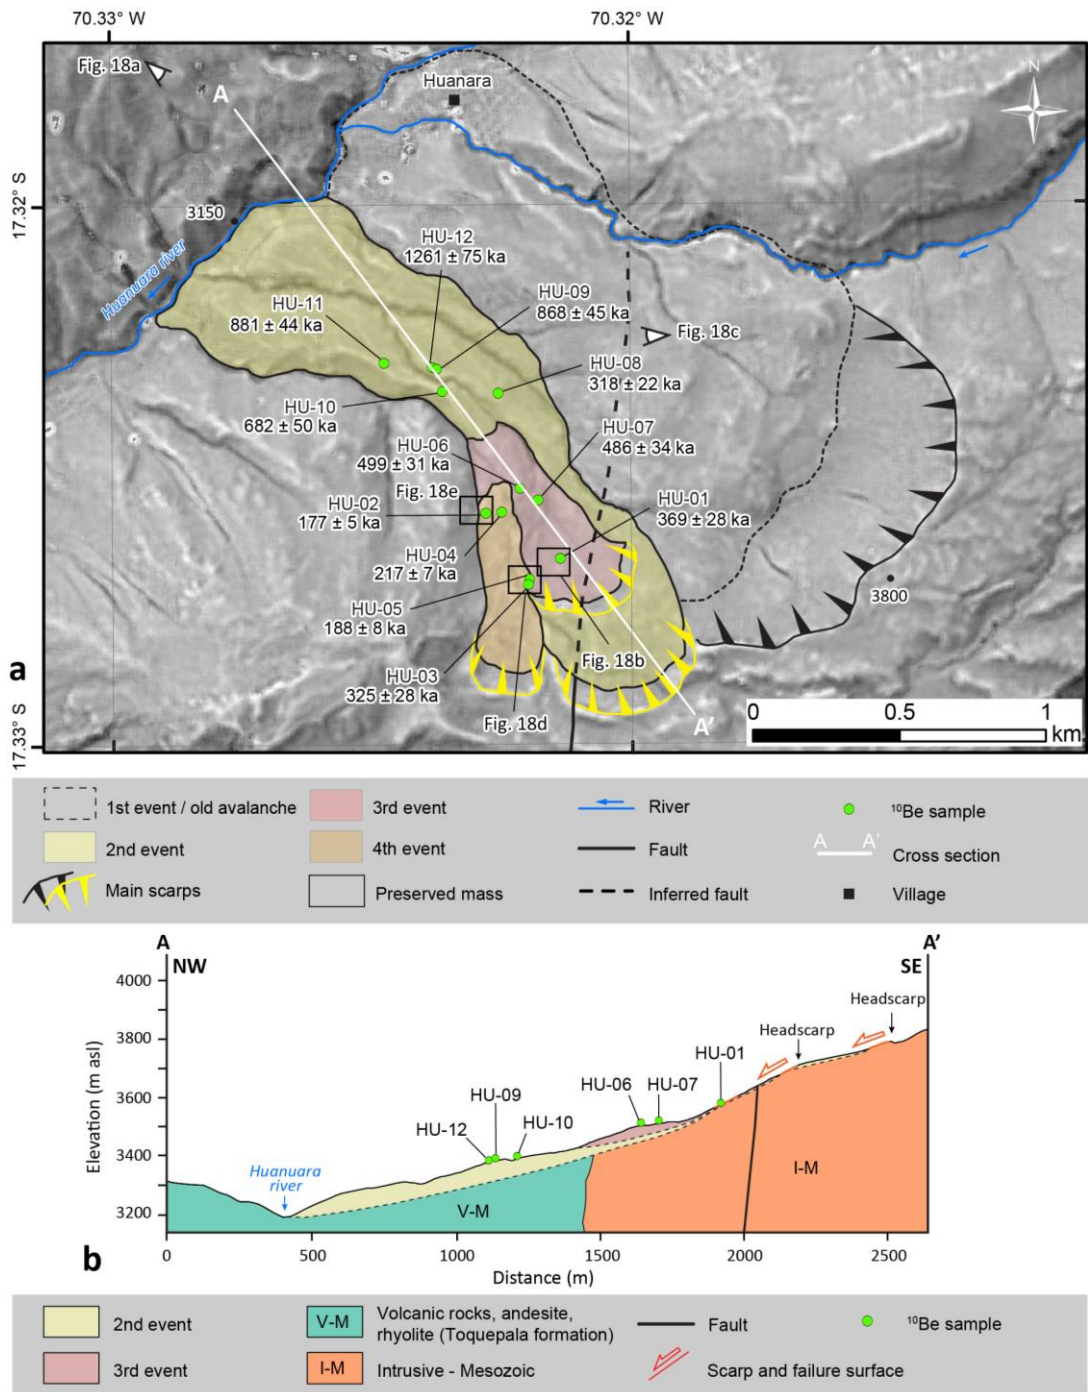 70.33° W
70.32° W
Fig. 18a
A
Huanara
N
17.32° S
3150
HU-12
1261 ± 75 ka
Huanuara river
HU-11
881 ± 44 ka
HU-09
868 ± 45 ka
Fig. 18c
HU-08
318 ± 22 ka
HU-10
682 ± 50 ka
HU-07
486 ± 34 ka
HU-06
499 ± 31 ka
Fig. 18e
HU-01
369 ± 28 ka
HU-02
177 ± 5 ka
HU-04
217 ± 7 ka
3800
HU-05
188 ± 8 ka
Fig. 18b
a
HU-03
325 ± 28 ka
Fig. 18d
A'
0 0.5 1
km.
17.33° S
1st event / old avalanche
3rd event
River
¹⁰Be sample
2nd event
4th event
Fault
A A'
Cross section
Main scarps
Preserved mass
Inferred fault
Village
A
A'
NW
SE
4000
Headscarp
3800
Headscarp
HU-01
3600
HU-06
HU-07
HU-09
HU-10
HU-12
3400
Huanuara
river
I-M
V-M
3200
Elevation (m asl)
0 500 1000 1500 2000 2500
b
Distance (m)
2nd event
V-M
Volcanic rocks, andesite,
rhyolite (Toquepala formation)
Fault
¹⁰Be sample
3rd event
I-M
Intrusive - Mesozoic
Scarp and failure surface